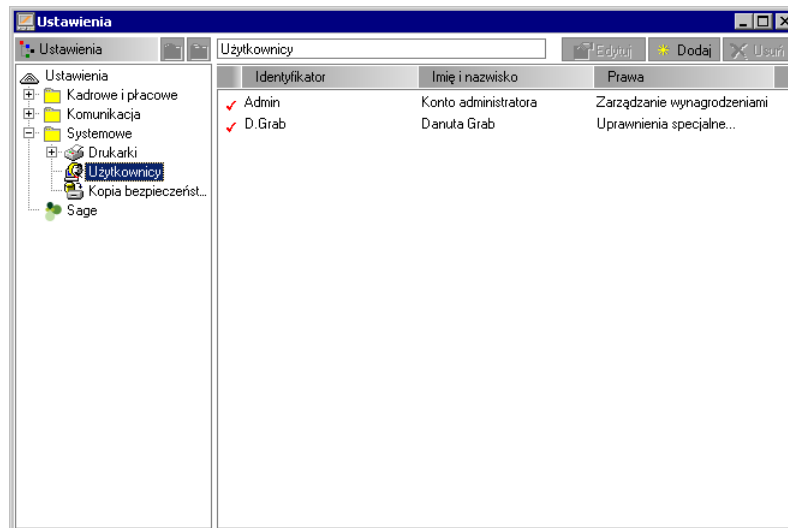 Ustawienia
Ustawienia
Użytkownicy
Edytuj
Dodaj
Usuń
Ustawienia
Kadrowe i płacowe
Komunikacja
Systemowe
Drukarki
Użytkownicy
Kopia bezpieczeńst...
Sage
Identyfikator Imię i nazwisko Prawa
Admin Konto administratora Zarządzanie wynagrodzeniami
D.Grab Danuta Grab Uprawnienia specjalne...